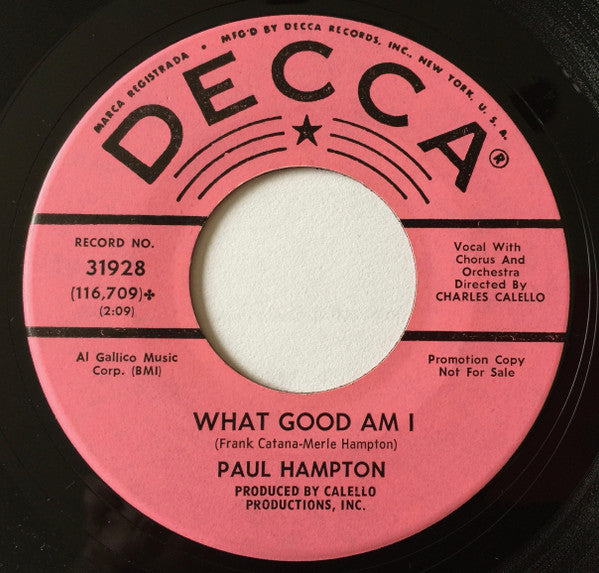 MARCA REGISTRADA • MFG'D BY DECCA RECORDS, INC., NEW YORK, U. S. A.
DECCA®
RECORD NO.
31928
(116,709)✤
(2:09)
Vocal With
Chorus And
Orchestra
Directed By
CHARLES CALELLO
Al Gallico Music
Corp. (BMI)
Promotion Copy
Not For Sale
WHAT GOOD AM I
(Frank Catana-Merle Hampton)
PAUL HAMPTON
PRODUCED BY CALELLO
PRODUCTIONS, INC.